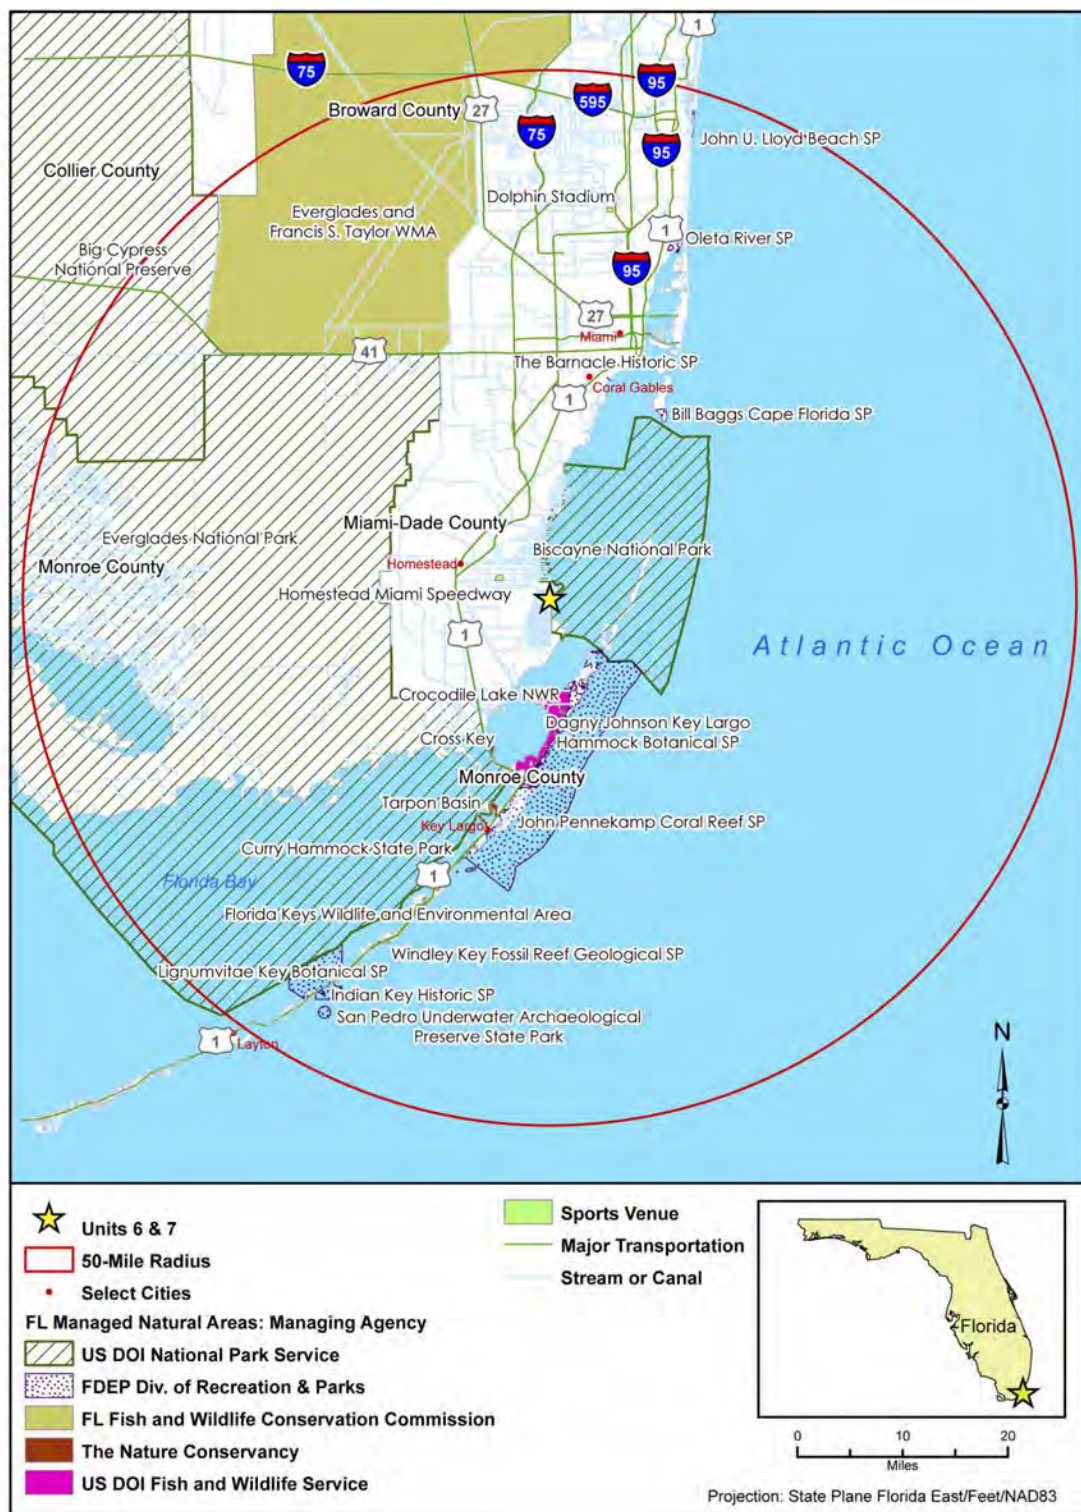 1
75
95
595
Broward County
27
75
John U. Lloyd Beach SP
95
Collier County
Dolphin Stadium
Everglades and
Francis S. Taylor WMA
1
Oleta River SP
Big Cypress
National Preserve
95
27
Miami
41
The Barnacle Historic SP
Coral Gables
1
Bill Baggs Cape Florida SP
Miami-Dade County
Everglades National Park
Biscayne National Park
Monroe County
Homestead
Homestead Miami Speedway
1
Atlantic Ocean
Crocodile Lake NWR
Dagny Johnson Key Largo
Hammock Botanical SP
Cross Key
Monroe County
Tarpon Basin
Key Largo
John Pennekamp Coral Reef SP
Curry Hammock State Park
1
Florida Bay
Florida Keys Wildlife and Environmental Area
Windley Key Fossil Reef Geological SP
Lignumvitae Key Botanical SP
Indian Key Historic SP
San Pedro Underwater Archaeological
Preserve State Park
1
Layton
N
Units 6 & 7
50-Mile Radius
Select Cities
FL Managed Natural Areas: Managing Agency
US DOI National Park Service
FDEP Div. of Recreation & Parks
FL Fish and Wildlife Conservation Commission
The Nature Conservancy
US DOI Fish and Wildlife Service
Sports Venue
Major Transportation
Stream or Canal
Florida
0 10 20
Miles
Projection: State Plane Florida East/Feet/NAD83